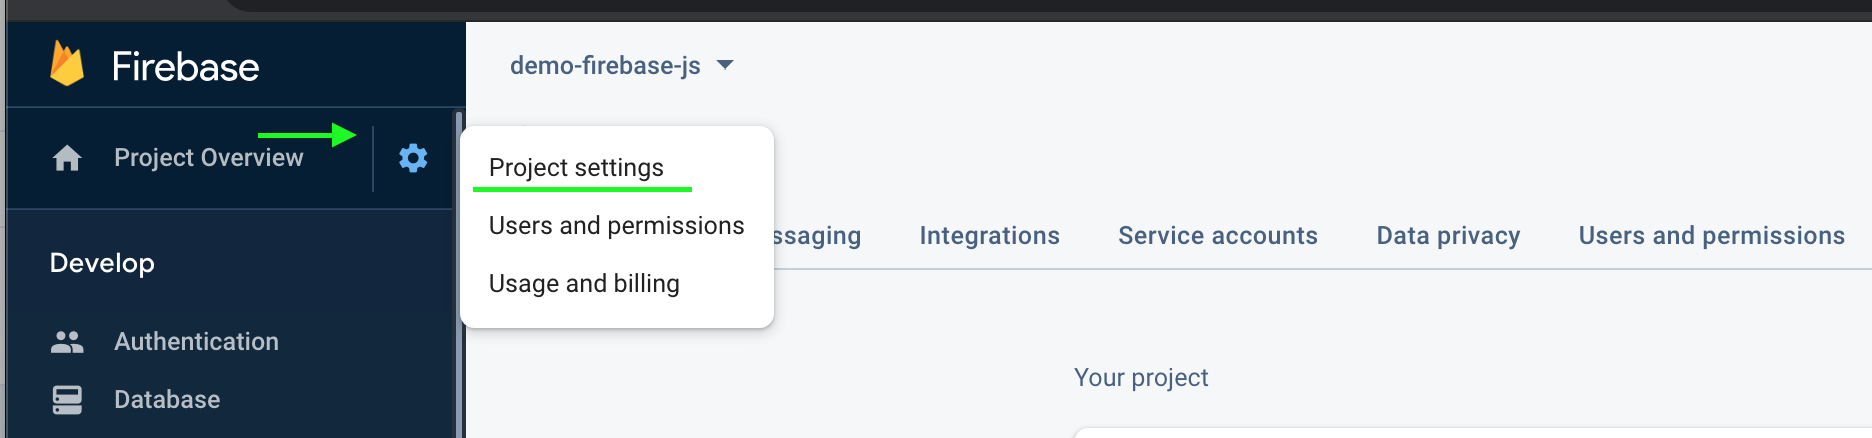 Firebase
demo-firebase-js
Project Overview
Project settings
Users and permissions
Usage and billing
Integrations
Service accounts
Data privacy
Users and permissions
Develop
Authentication
Database
Your project